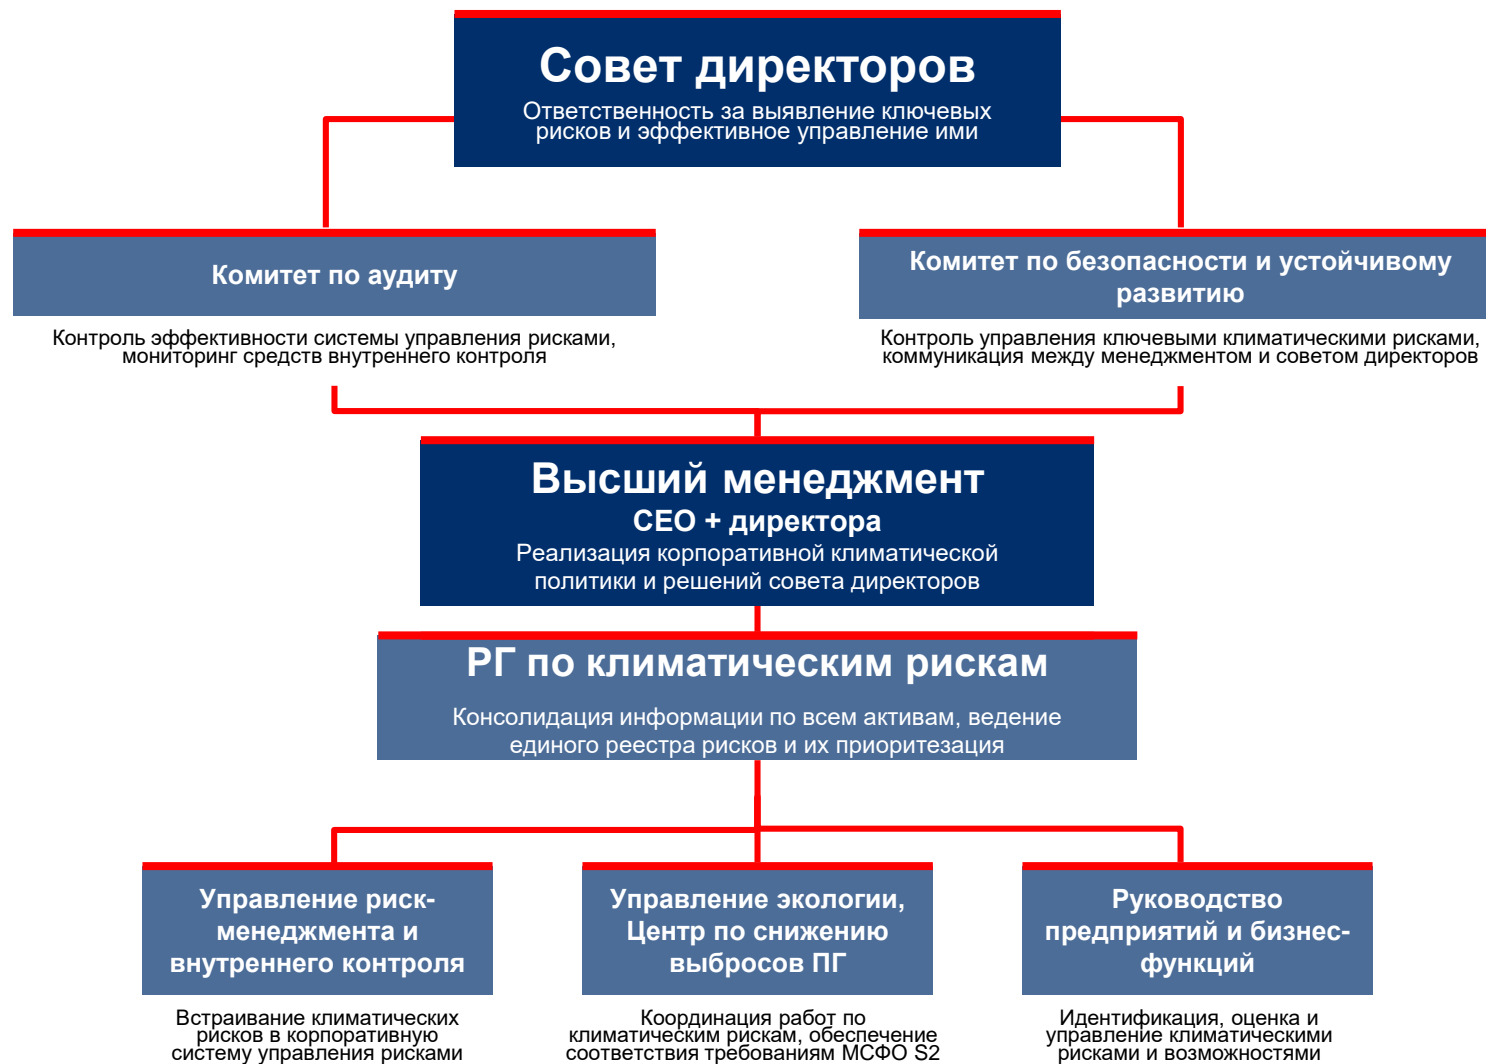 Совет директоров
Ответственность за выявление ключевых
рисков и эффективное управление ими
Комитет по аудиту
Контроль эффективности системы управления рисками,
мониторинг средств внутреннего контроля
Комитет по безопасности и устойчивому
развитию
Контроль управления ключевыми климатическими рисками,
коммуникация между менеджментом и советом директоров
Высший менеджмент
СЕО + директора
Реализация корпоративной климатической
политики и решений совета директоров
РГ по климатическим рискам
Консолидация информации по всем активам, ведение
единого реестра рисков и их приоритезация
Управление риск-
менеджмента и
внутреннего контроля
Встраивание климатических
рисков в корпоративную
систему управления рисками
Управление экологии,
Центр по снижению
выбросов ПГ
Координация работ по
климатическим рискам, обеспечение
соответствия требованиям МСФО S2
Руководство
предприятий и бизнес-
функций
Идентификация, оценка и
управление климатическими
рисками и возможностями